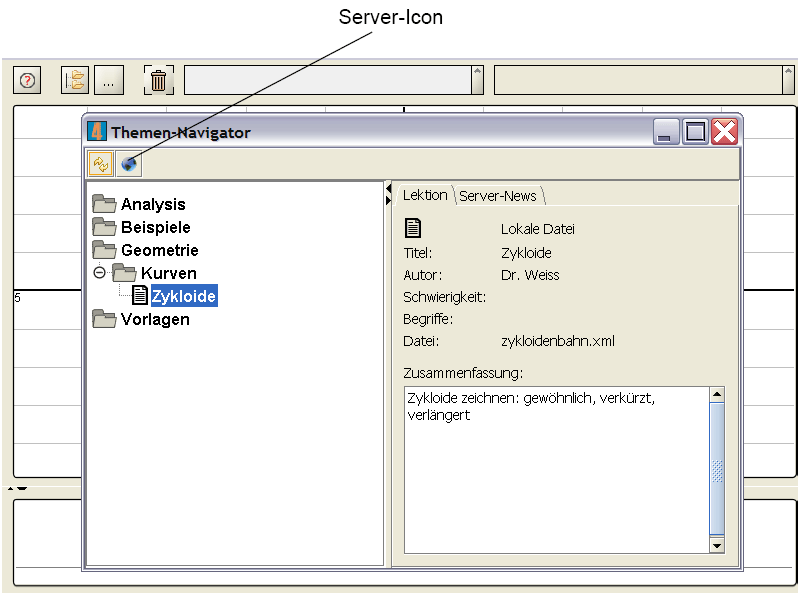 Server-Icon
?
...
4 Themen-Navigator
Analysis
Beispiele
Geometrie
Kurven
Zykloide
Vorlagen
5
Lektion Server-News
Lokale Datei
Titel: Zykloide
Autor: Dr. Weiss
Schwierigkeit:
Begriffe:
Datei: zykloidenbahn.xml
Zusammenfassung:
Zykloide zeichnen: gewöhnlich, verkürzt,
verlängert